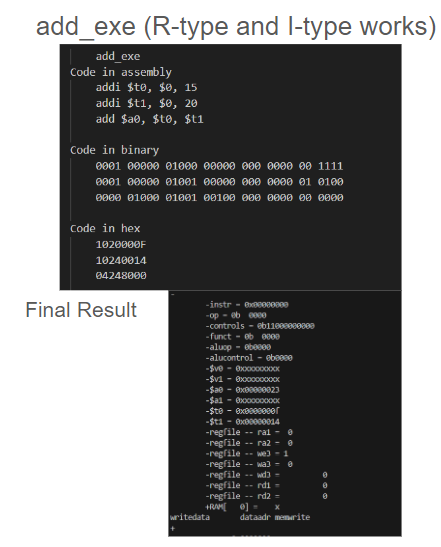 add_exe (R-type and I-type works)
add_exe
Code in assembly
addi $t0, $0, 15
addi $t1, $0, 20
add $a0, $t0, $t1
Code in binary
0001 00000 01000 00000 000 0000 00 1111
0001 00000 01001 00000 000 0000 01 0100
0000 01000 01001 00100 000 0000 00 0000
Code in hex
1020000F
10240014
04248000
Final Result
-instr - 0x00000000
-op - 0b 0000
-controls - 0b11000000000
-funct - 0b 0000
-aluop - 0b0000
-alucontrol - 0b0000
-$v0 - 0xxxxxxxxx
-$v1 - 0xxxxxxxxx
-$a0 - 0x00000023
-$a1 - 0xxxxxxxxx
-$t0 - 0x0000000f
-$t1 - 0x00000014
-regfile -- ra1 - 0
-regfile -- ra2 - 0
-regfile -- we3 - 1
-regfile -- wa3 - 0
-regfile -- wd3 - 0
-regfile -- rd1 - 0
-regfile -- rd2 - 0
+RAM[ 0] - x
writedata dataadr memwrite
+